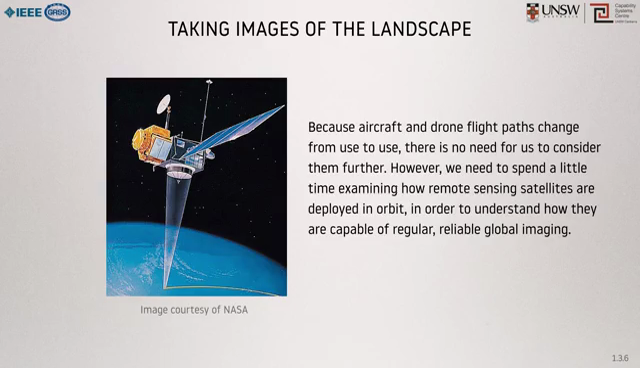 IEEE GRSS
UNSW
Capability
Systems
Centre
TAKING IMAGES OF THE LANDSCAPE
Because aircraft and drone flight paths change
from use to use, there is no need for us to consider
them further. However, we need to spend a little
time examining how remote sensing satellites are
deployed in orbit, in order to understand how they
are capable of regular, reliable global imaging.
Image courtesy of NASA
1.3.6